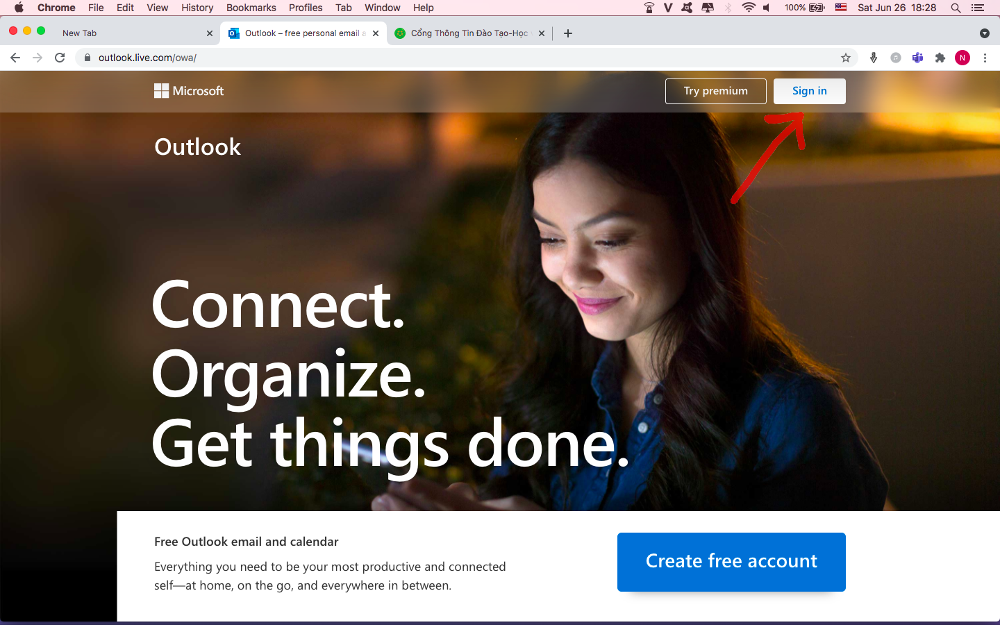 Chrome File Edit View History Bookmarks Profiles Tab Window Help 100% Sat Jun 26 18:28
New Tab Outlook – free personal email Cổng Thông Tin Đào Tạo-Học
outlook.live.com/owa/ N
Microsoft Try premium Sign in
Outlook
Connect.
Organize.
Get things done.
Free Outlook email and calendar
Everything you need to be your most productive and connected
self—at home, on the go, and everywhere in between.
Create free account